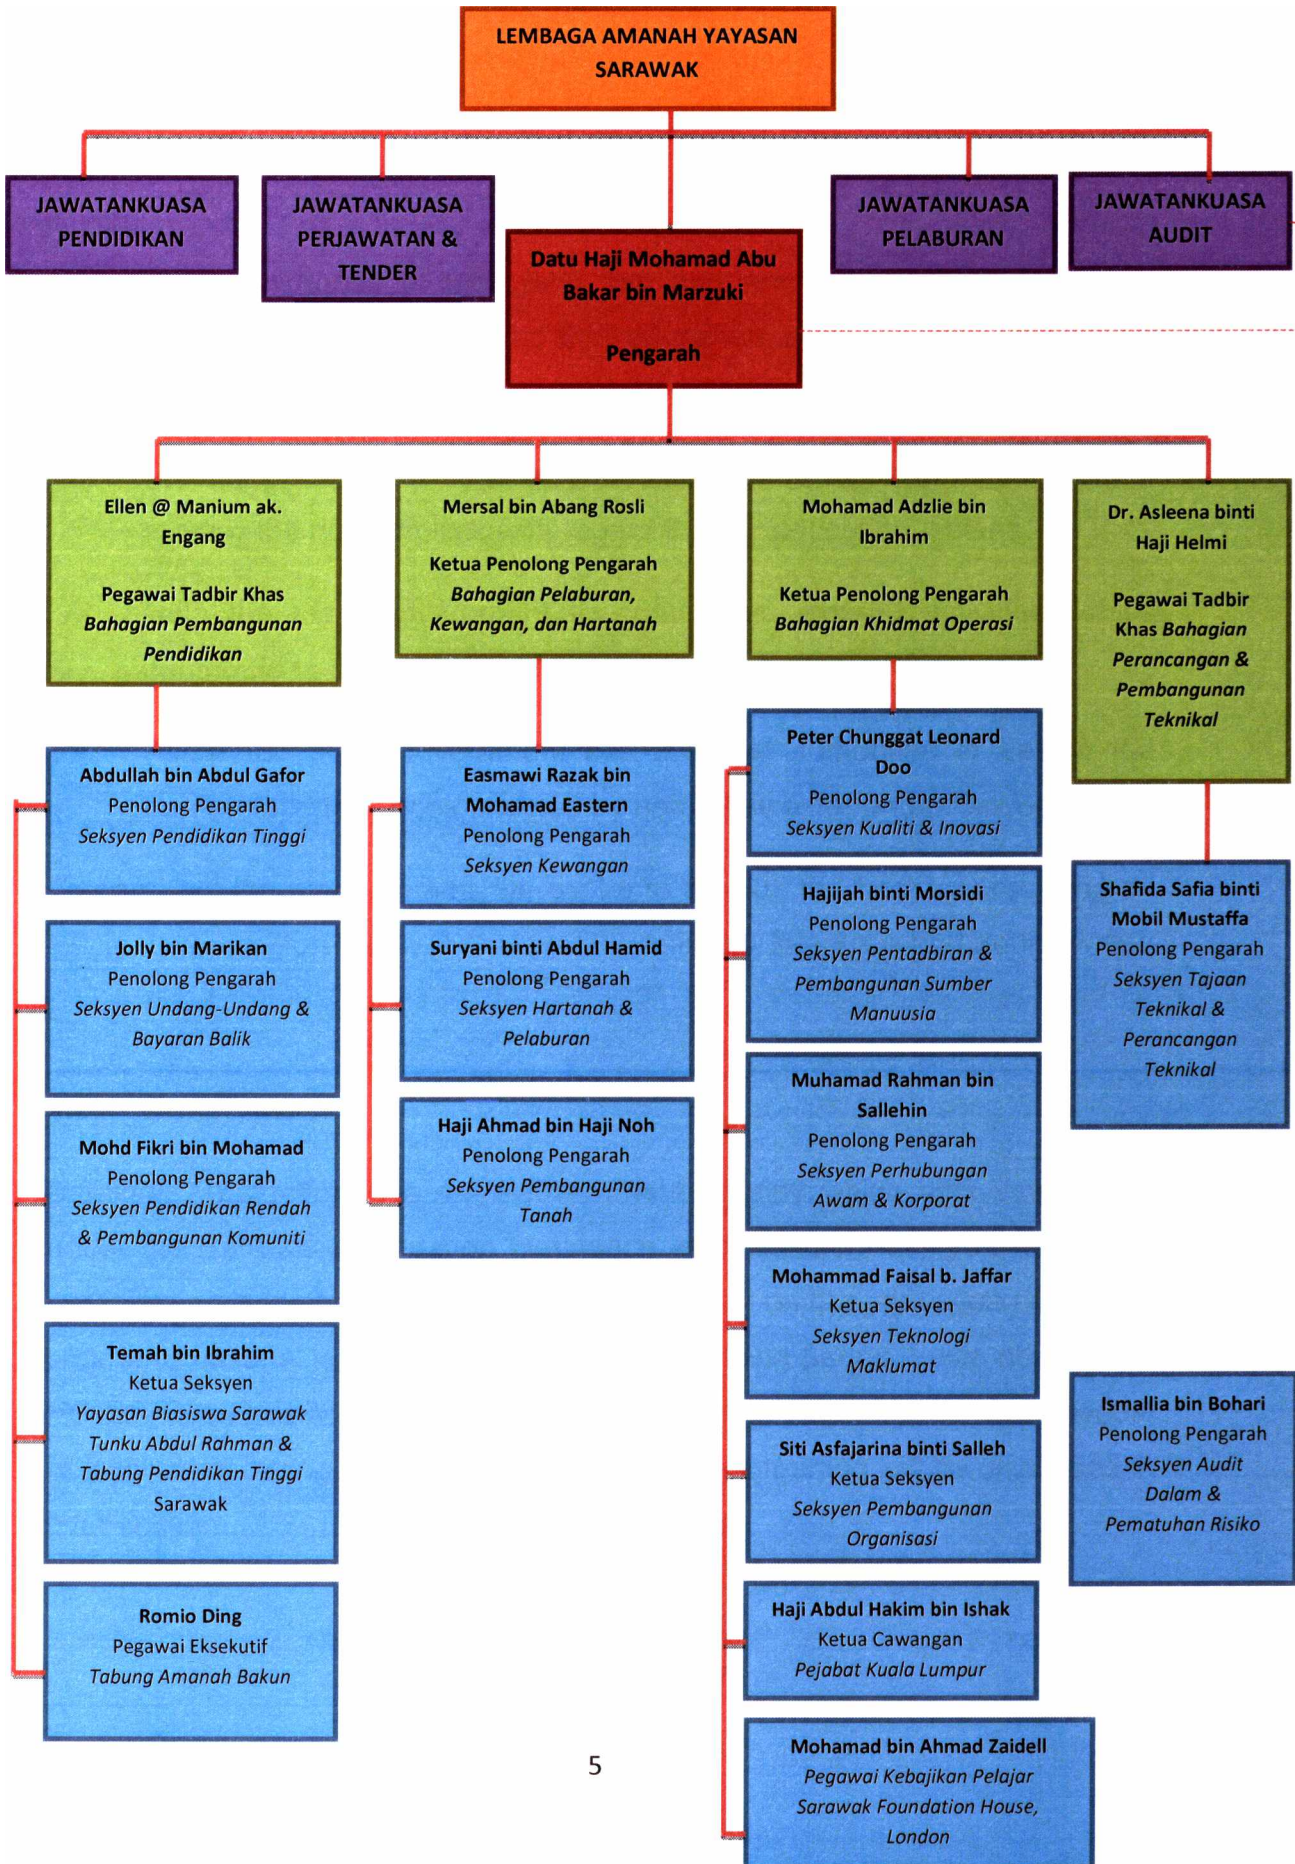 LEMBAGA AMANAH YAYASAN
SARAWAK
JAWATANKUASA
PENDIDIKAN
JAWATANKUASA
PERJAWATAN &
TENDER
Datu Haji Mohamad Abu
Bakar bin Marzuki
Pengarah
JAWATANKUASA
PELABURAN
JAWATANKUASA
AUDIT
Ellen @ Manium ak.
Engang
Pegawai Tadbir Khas
Bahagian Pembangunan
Pendidikan
Mersal bin Abang Rosli
Ketua Penolong Pengarah
Bahagian Pelaburan,
Kewangan, dan Hartanah
Mohamad Adzlie bin
Ibrahim
Ketua Penolong Pengarah
Bahagian Khidmat Operasi
Dr. Asleena binti
Haji Helmi
Pegawai Tadbir
Khas Bahagian
Perancangan &
Pembangunan
Teknikal
Abdullah bin Abdul Gafor
Penolong Pengarah
Seksyen Pendidikan Tinggi
Jolly bin Marikan
Penolong Pengarah
Seksyen Undang-Undang &
Bayaran Balik
Mohd Fikri bin Mohamad
Penolong Pengarah
Seksyen Pendidikan Rendah
& Pembangunan Komuniti
Temah bin Ibrahim
Ketua Seksyen
Yayasan Biasiswa Sarawak
Tunku Abdul Rahman &
Tabung Pendidikan Tinggi
Sarawak
Romio Ding
Pegawai Eksekutif
Tabung Amanah Bakun
Easmawi Razak bin
Mohamad Eastern
Penolong Pengarah
Seksyen Kewangan
Suryani binti Abdul Hamid
Penolong Pengarah
Seksyen Hartanah &
Pelaburan
Haji Ahmad bin Haji Noh
Penolong Pengarah
Seksyen Pembangunan
Tanah
Peter Chunggat Leonard
Doo
Penolong Pengarah
Seksyen Kualiti & Inovasi
Hajijah binti Morsidi
Penolong Pengarah
Seksyen Pentadbiran &
Pembangunan Sumber
Manuusia
Muhamad Rahman bin
Sallehin
Penolong Pengarah
Seksyen Perhubungan
Awam & Korporat
Mohammad Faisal b. Jaffar
Ketua Seksyen
Seksyen Teknologi
Maklumat
Siti Asfajarina binti Salleh
Ketua Seksyen
Seksyen Pembangunan
Organisasi
Haji Abdul Hakim bin Ishak
Ketua Cawangan
Pejabat Kuala Lumpur
Mohamad bin Ahmad Zaidell
Pegawai Kebajikan Pelajar
Sarawak Foundation House,
London
Shafida Safia binti
Mobil Mustaffa
Penolong Pengarah
Seksyen Tajaan
Teknikal &
Perancangan
Teknikal
Ismallia bin Bohari
Penolong Pengarah
Seksyen Audit
Dalam &
Pematuhan Risiko
5